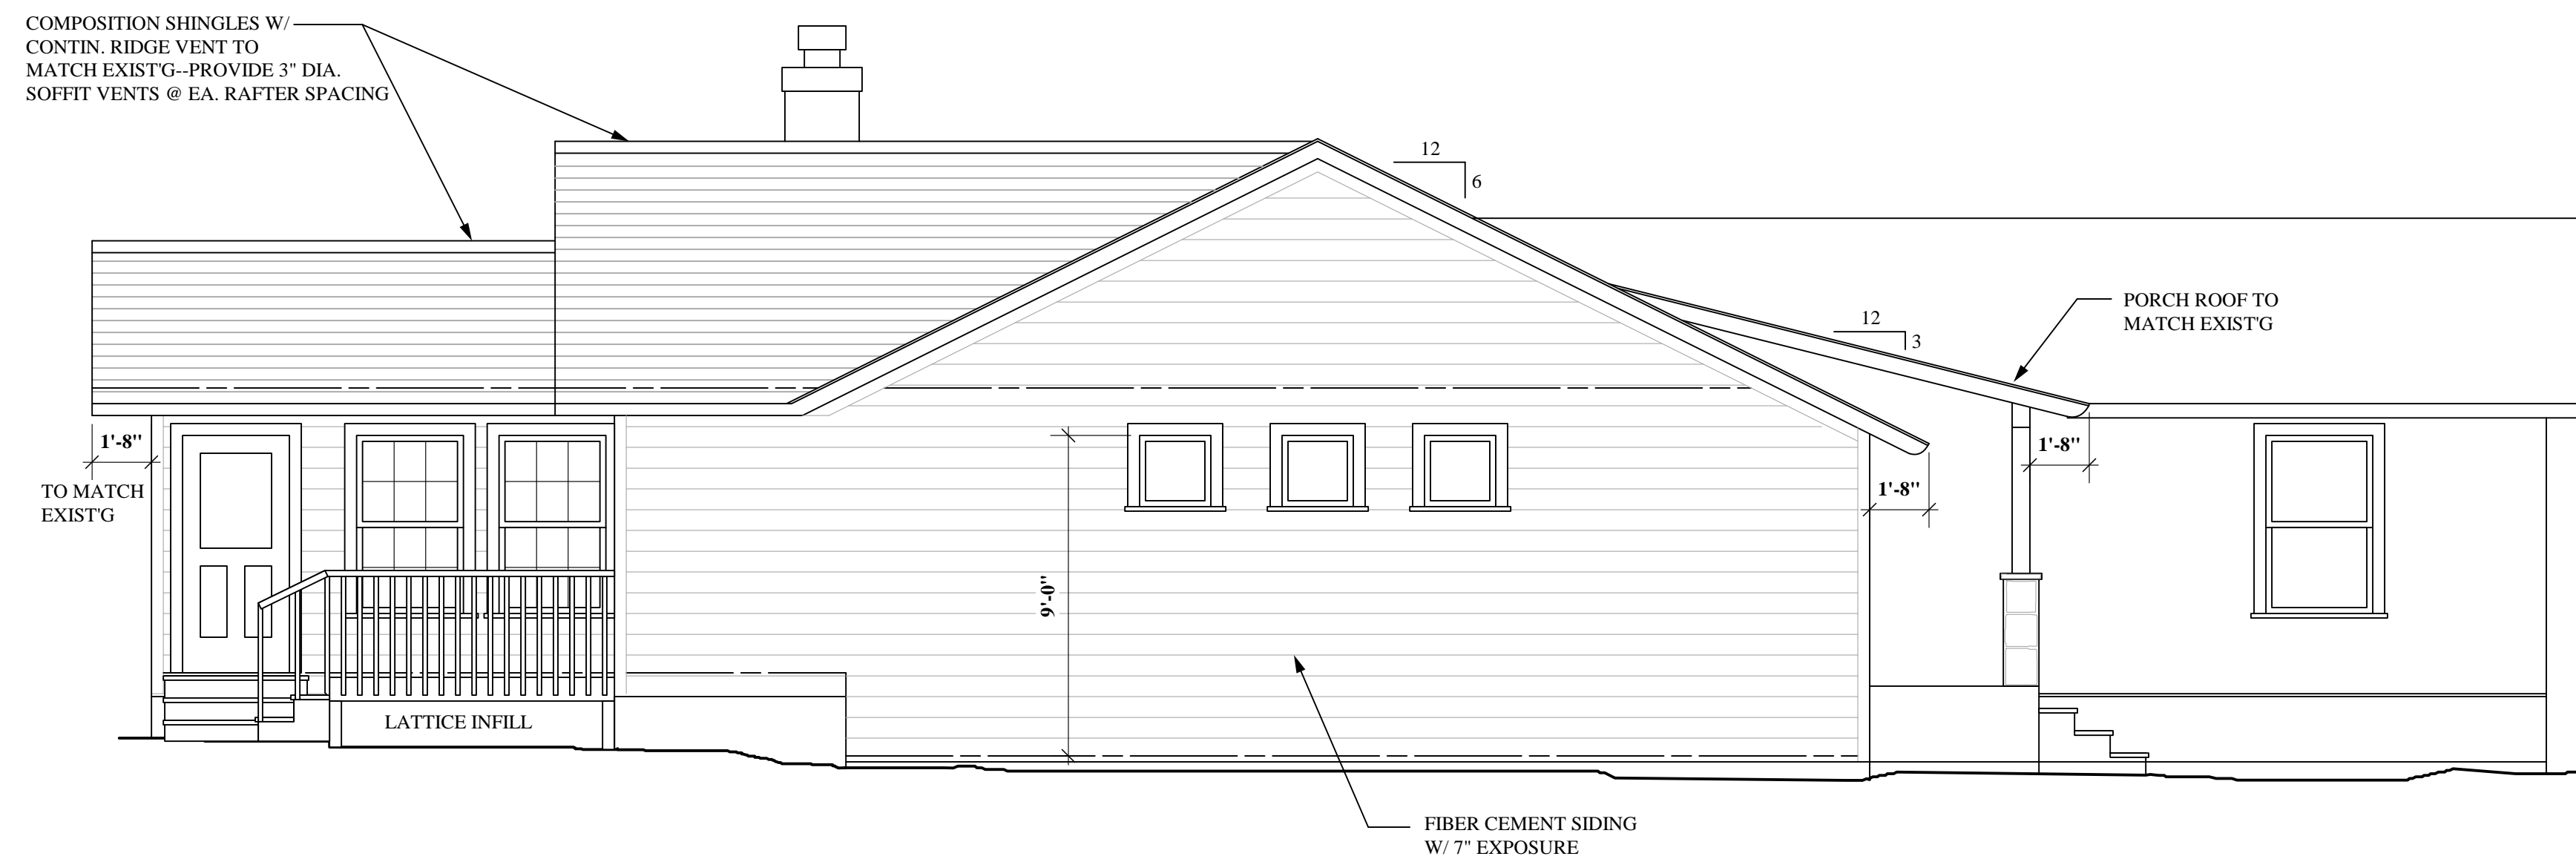 COMPOSITION SHINGLES W/
CONTIN. RIDGE VENT TO
MATCH EXIST'G--PROVIDE 3" DIA.
SOFFIT VENTS @ EA. RAFTER SPACING
12
6
12
3
PORCH ROOF TO
MATCH EXIST'G
1'-8"
TO MATCH
EXIST'G
1'-8"
1'-8"
9'-0"
LATTICE INFILL
FIBER CEMENT SIDING
W/ 7" EXPOSURE